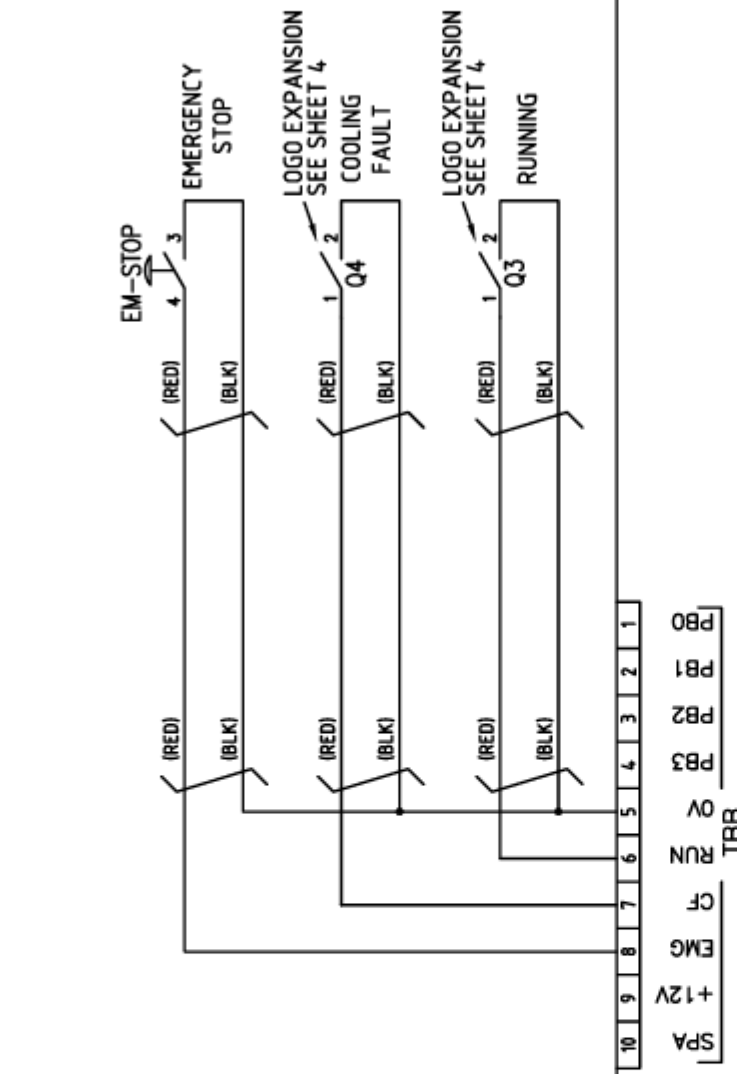 EM-STOP
4
3
EMERGENCY
STOP
(RED)
(BLK)
(RED)
(BLK)
LOGO EXPANSION
SEE SHEET 4
1
2
Q4
COOLING
FAULT
(RED)
(BLK)
(RED)
(BLK)
LOGO EXPANSION
SEE SHEET 4
1
2
Q3
RUNNING
(RED)
(BLK)
(RED)
(BLK)
1 PB0
2 PB1
3 PB2
4 PB3
5 0V
6 RUN
7 CF
8 EMG
9 +12V
10 SPA